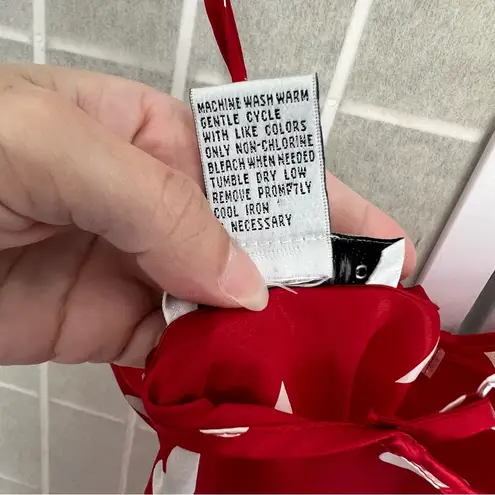 MACHINE WASH WARM
GENTLE CYCLE
WITH LIKE COLORS
ONLY NON-CHLORINE
BLEACH WHEN NEEDED
TUMBLE DRY LOW
REMOVE PROMPTLY
COOL IRON
NECESSARY